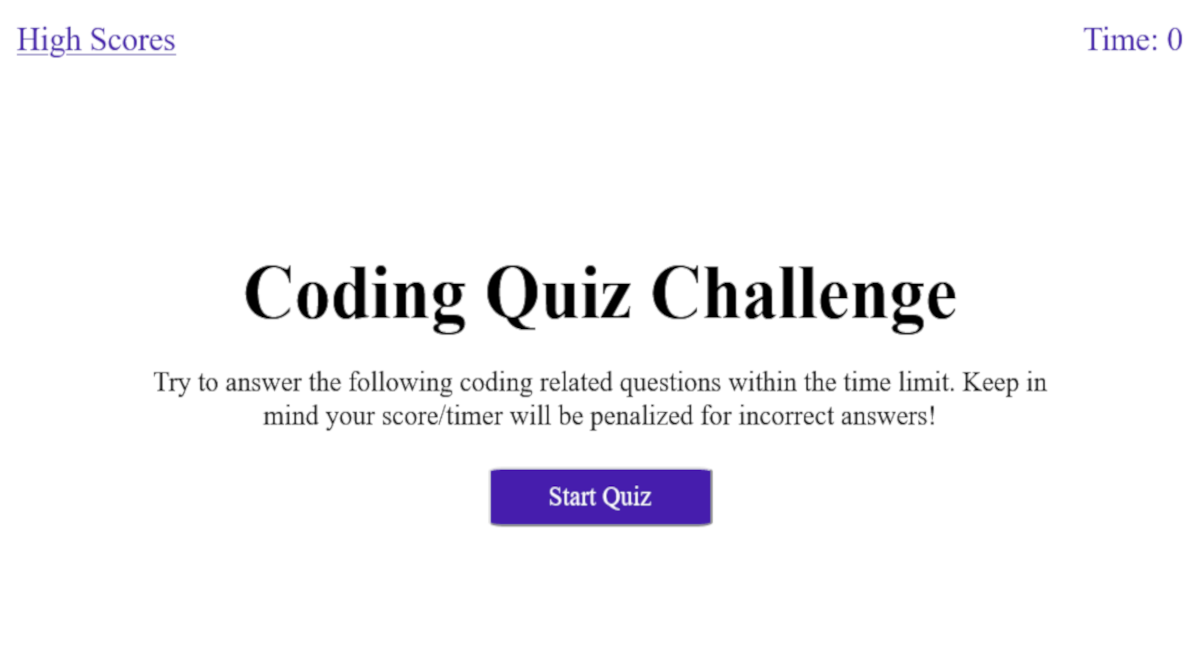 High Scores
Time: 0
Coding Quiz Challenge
Try to answer the following coding related questions within the time limit. Keep in
mind your score/timer will be penalized for incorrect answers!
Start Quiz